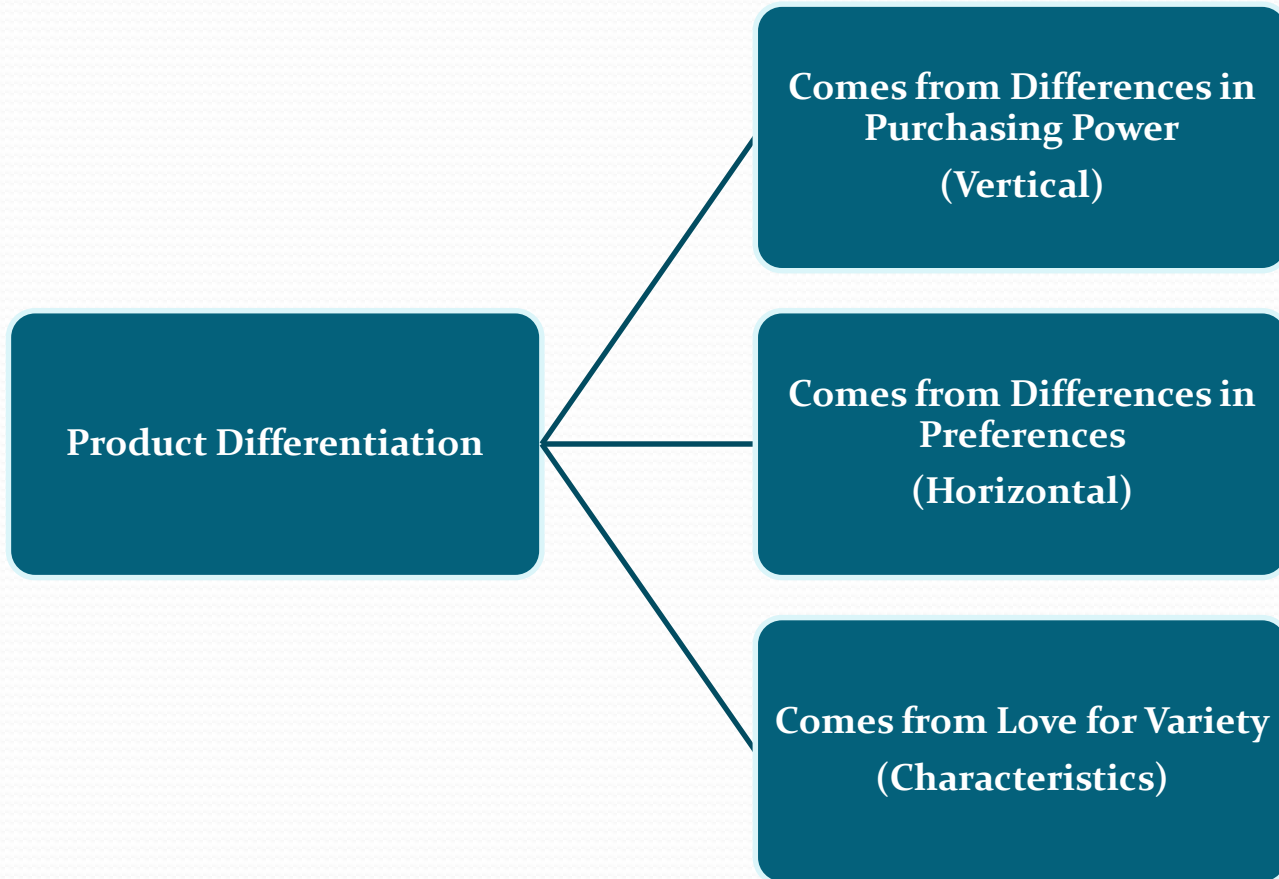 Comes from Differences in
Purchasing Power
(Vertical)
Product Differentiation
Comes from Differences in
Preferences
(Horizontal)
Comes from Love for Variety
(Characteristics)